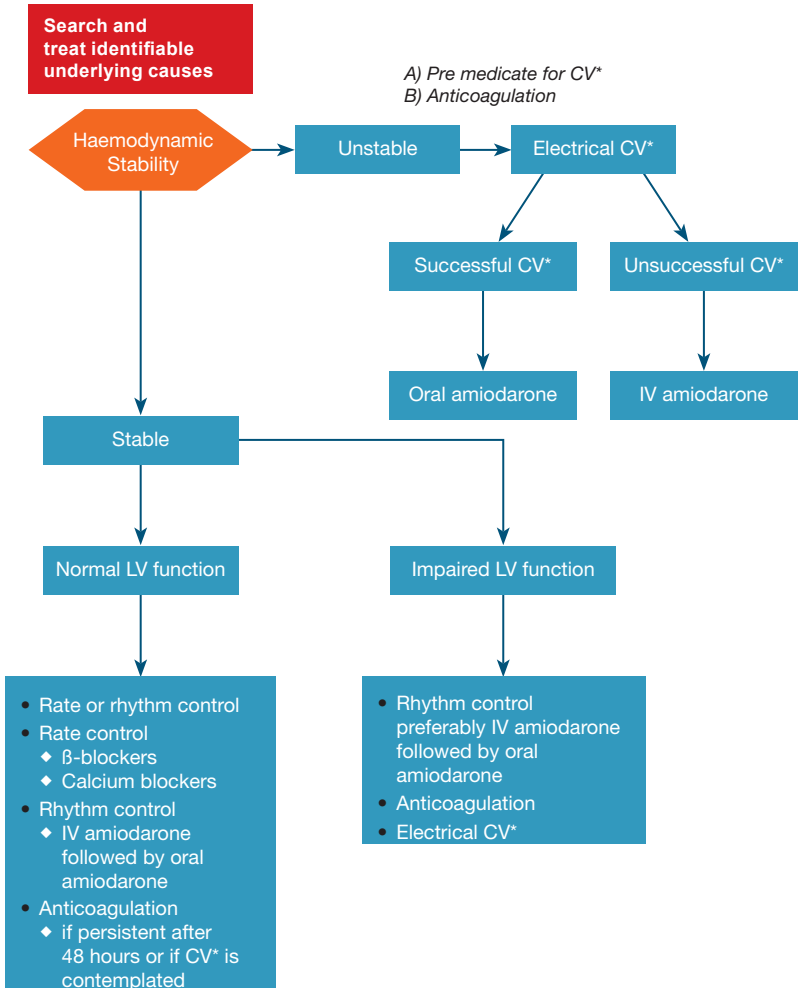 Search and
treat identifiable
underlying causes
A) Pre medicate for CV*
B) Anticoagulation
Haemodynamic
Stability
Unstable
Electrical CV*
Successful CV*
Unsuccessful CV*
Oral amiodarone
IV amiodarone
Stable
Normal LV function
Impaired LV function
• Rate or rhythm control
• Rate control
◆ ß-blockers
◆ Calcium blockers
• Rhythm control
◆ IV amiodarone
followed by oral
amiodarone
• Anticoagulation
◆ if persistent after
48 hours or if CV* is
contemplated
• Rhythm control
preferably IV amiodarone
followed by oral
amiodarone
• Anticoagulation
• Electrical CV*